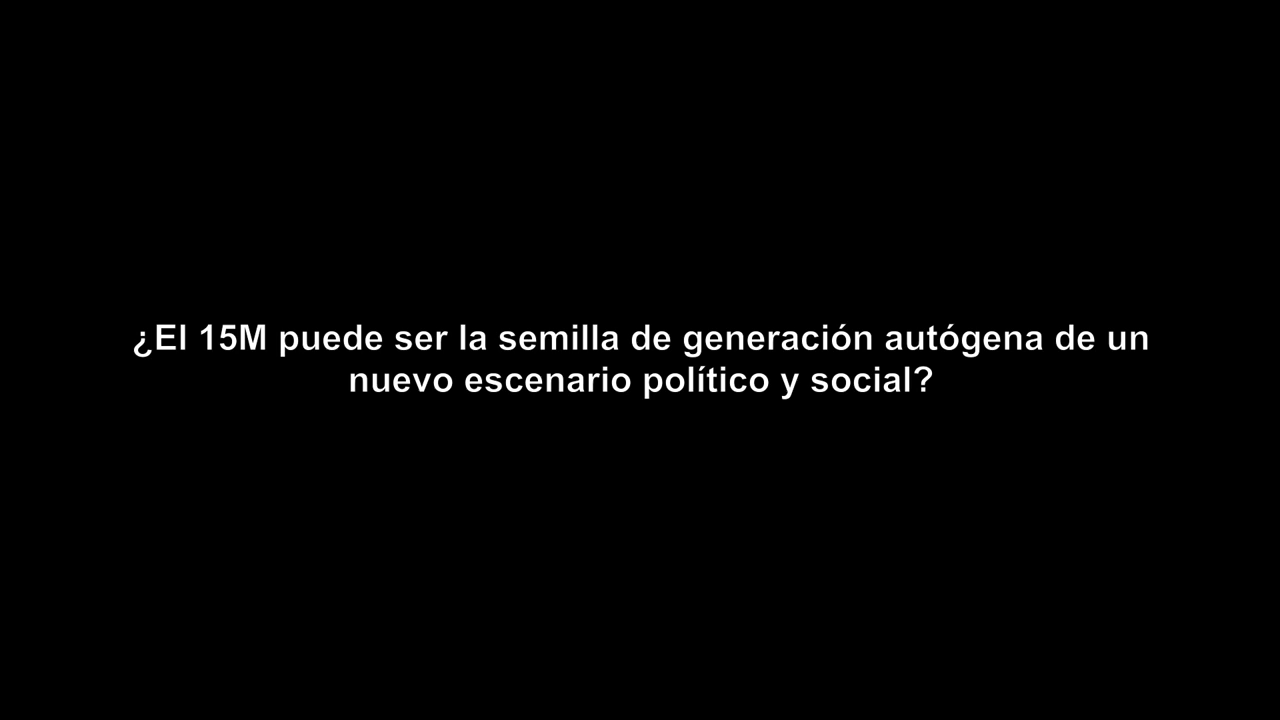 ¿El 15M puede ser la semilla de generación autógena de un
nuevo escenario político y social?